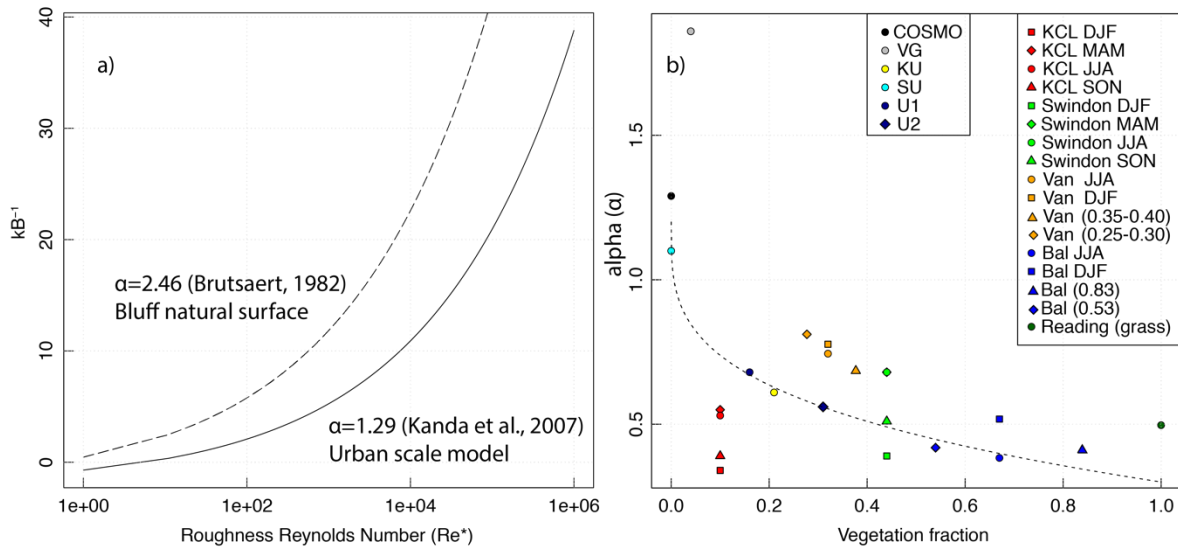 a)
40
30
20
10
0
kB⁻¹
α=2.46 (Brutsaert, 1982)
Bluff natural surface
α=1.29 (Kanda et al., 2007)
Urban scale model
1e+00
1e+02
1e+04
1e+06
Roughness Reynolds Number (Re*)
b)
COSMO
VG
KU
SU
U1
U2
KCL DJF
KCL MAM
KCL JJA
KCL SON
Swindon DJF
Swindon MAM
Swindon JJA
Swindon SON
Van JJA
Van DJF
Van (0.35-0.40)
Van (0.25-0.30)
Bal JJA
Bal DJF
Bal (0.83)
Bal (0.53)
Reading (grass)
1.5
1.0
0.5
alpha (α)
0.0
0.2
0.4
0.6
0.8
1.0
Vegetation fraction